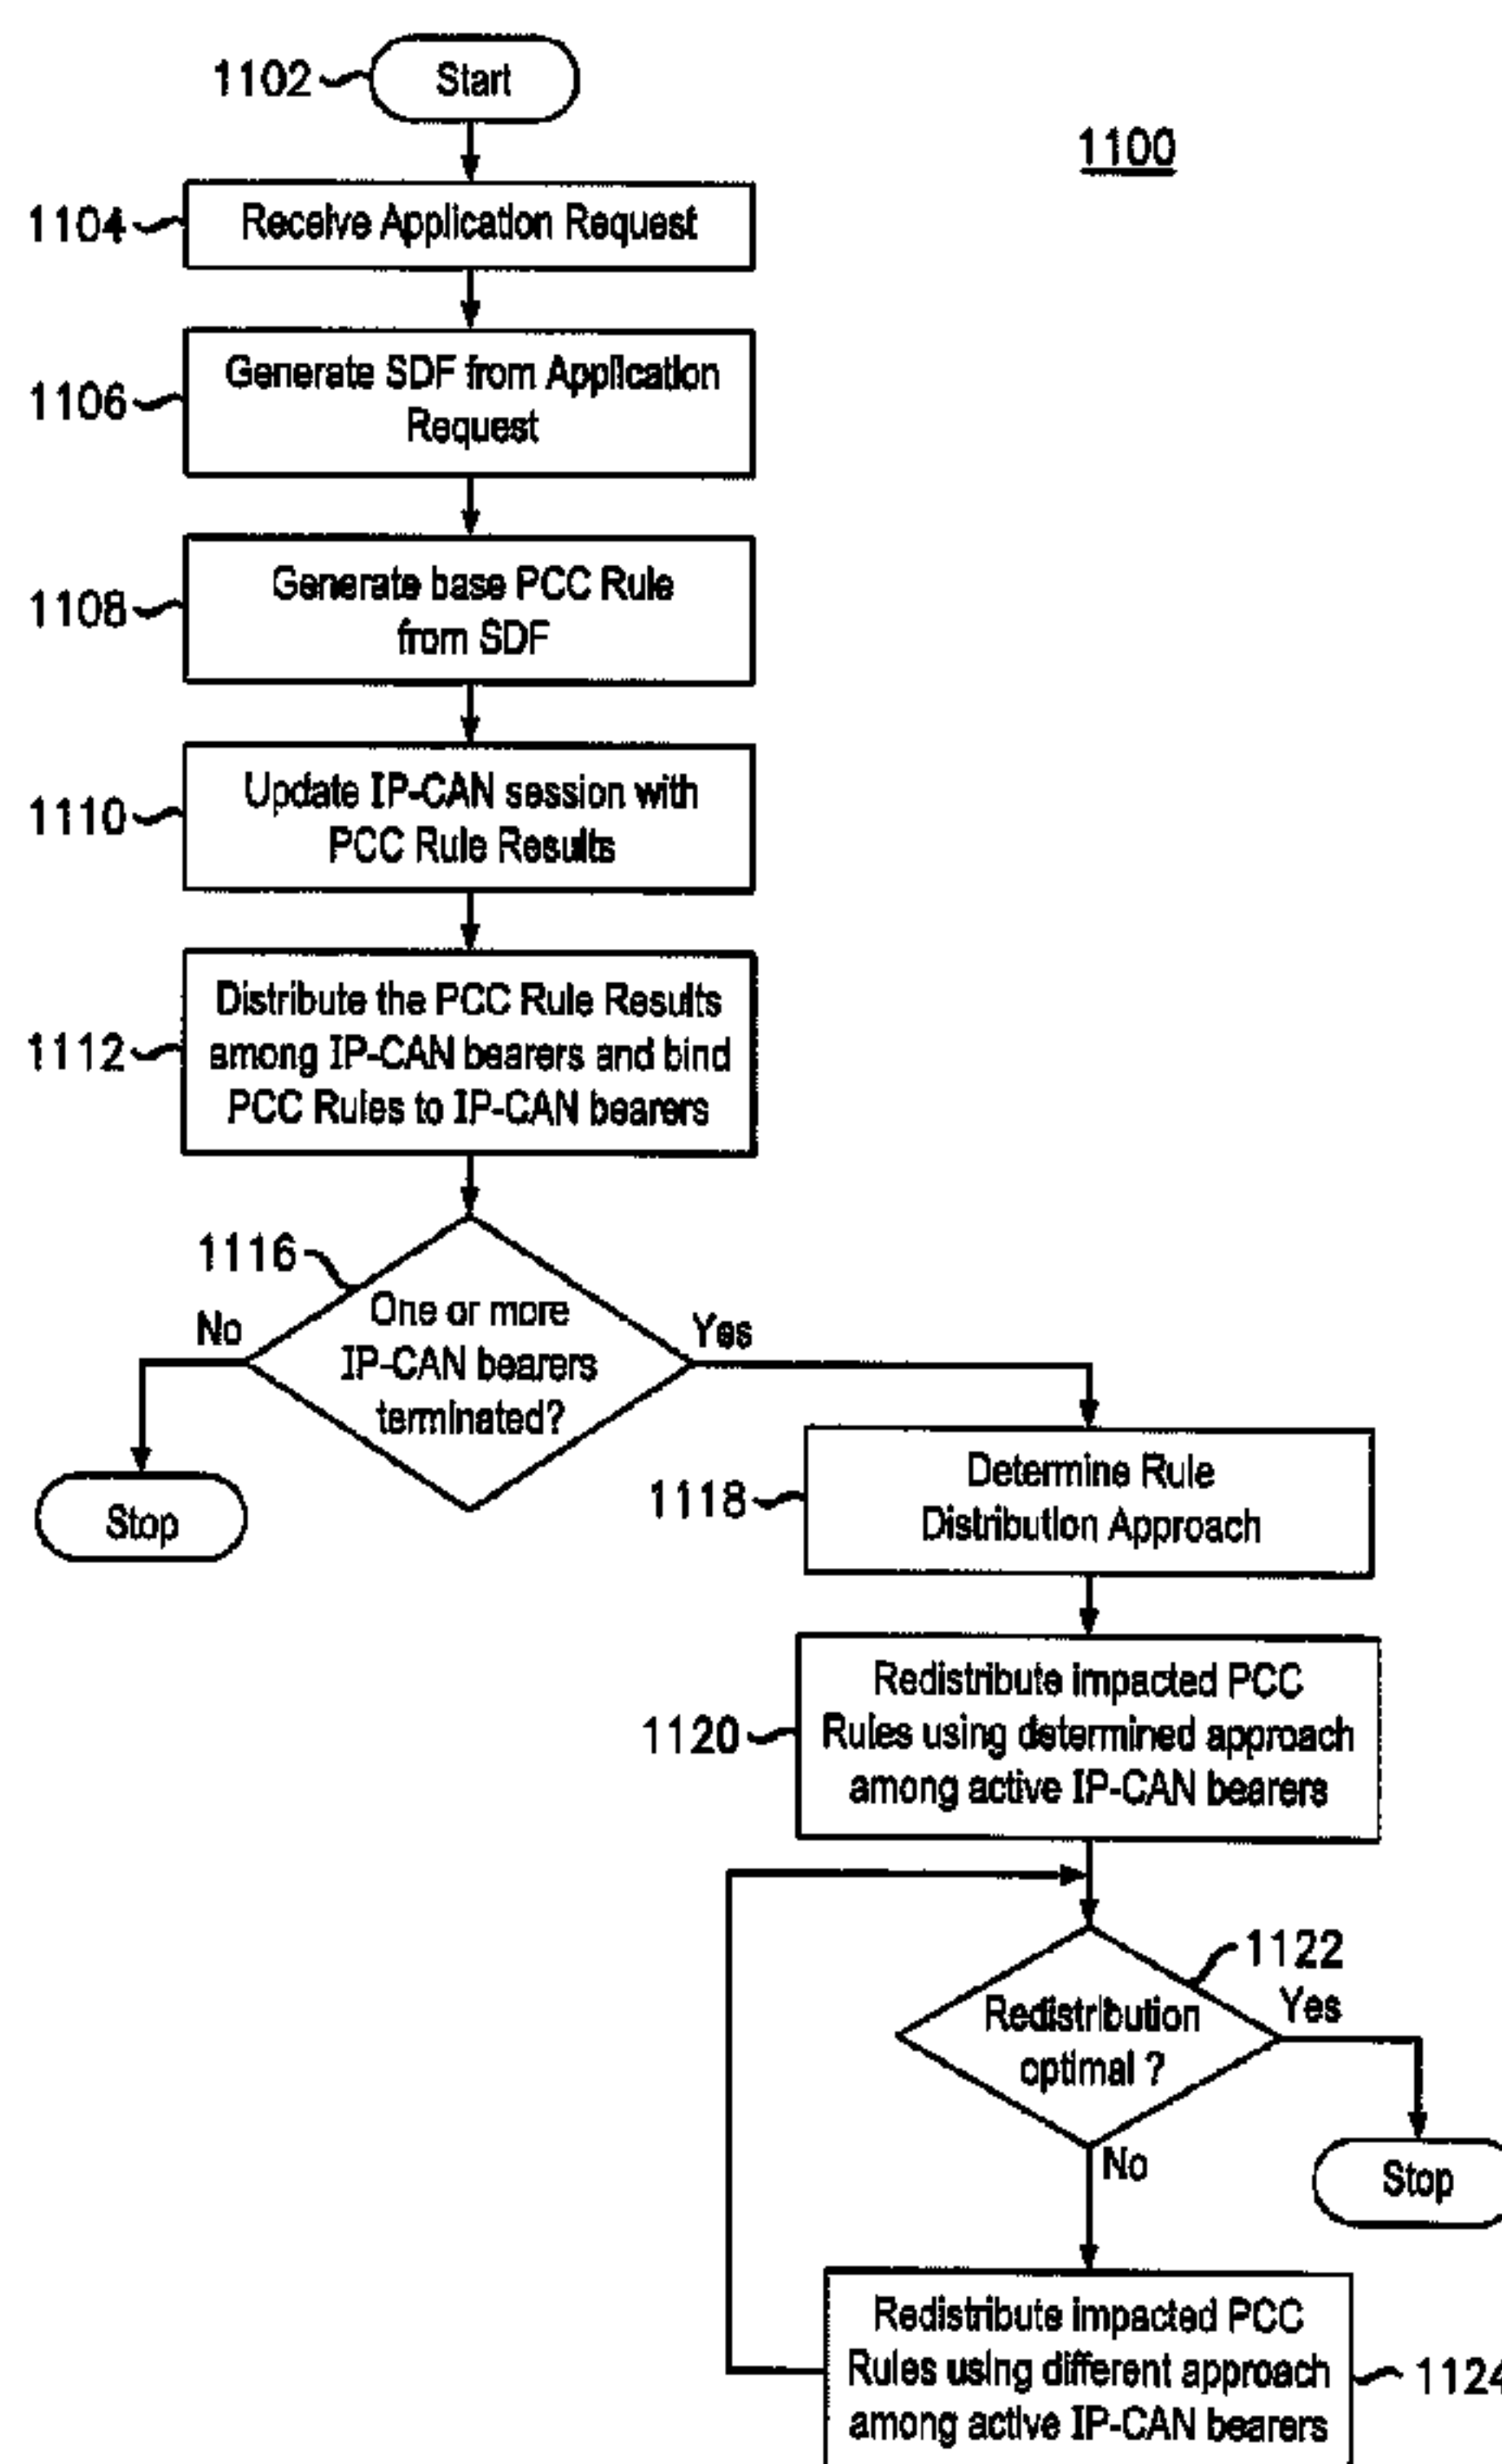 1102
Start
1100
1104
Receive Application Request
1106
Generate SDF from Application
Request
1108
Generate base PCC Rule
from SDF
1110
Update IP-CAN session with
PCC Rule Results
1112
Distribute the PCC Rule Results
among IP-CAN bearers and bind
PCC Rules to IP-CAN bearers
1116
One or more
IP-CAN bearers
terminated?
No
Yes
Stop
1118
Determine Rule
Distribution Approach
1120
Redistribute impacted PCC
Rules using determined approach
among active IP-CAN bearers
1122
Redistribution
optimal ?
Yes
No
Stop
Redistribute impacted PCC
Rules using different approach
among active IP-CAN bearers
1124